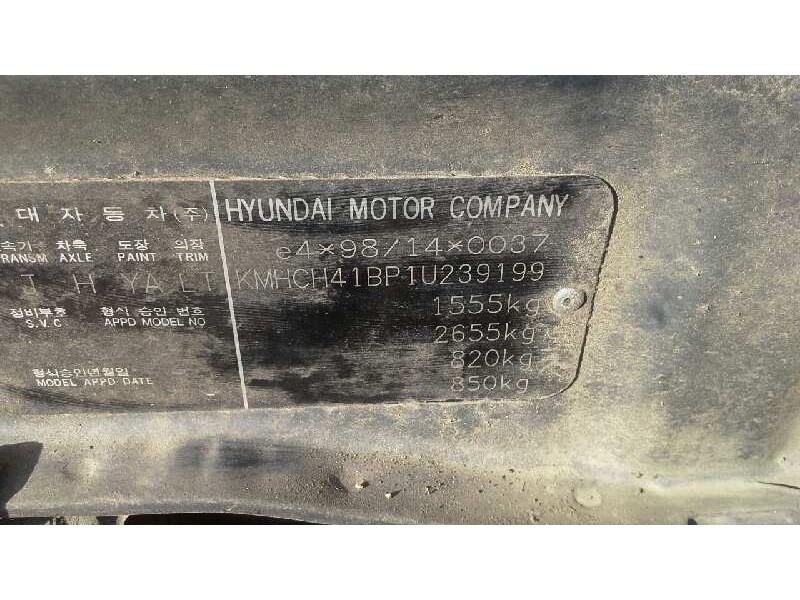 대 자 동 차 (주)
속기 차축 도장 의장
TRANSM AXLE PAINT TRIM
T H YA LT
정비부호 형식 승인 번호
S.V.C APPD MODEL NO
형식승인년월일
MODEL APPD DATE
HYUNDAI MOTOR COMPANY
e4*98/14*0037
KMHCH41BP1U239199
1555kg
2655kg
820kg
850kg